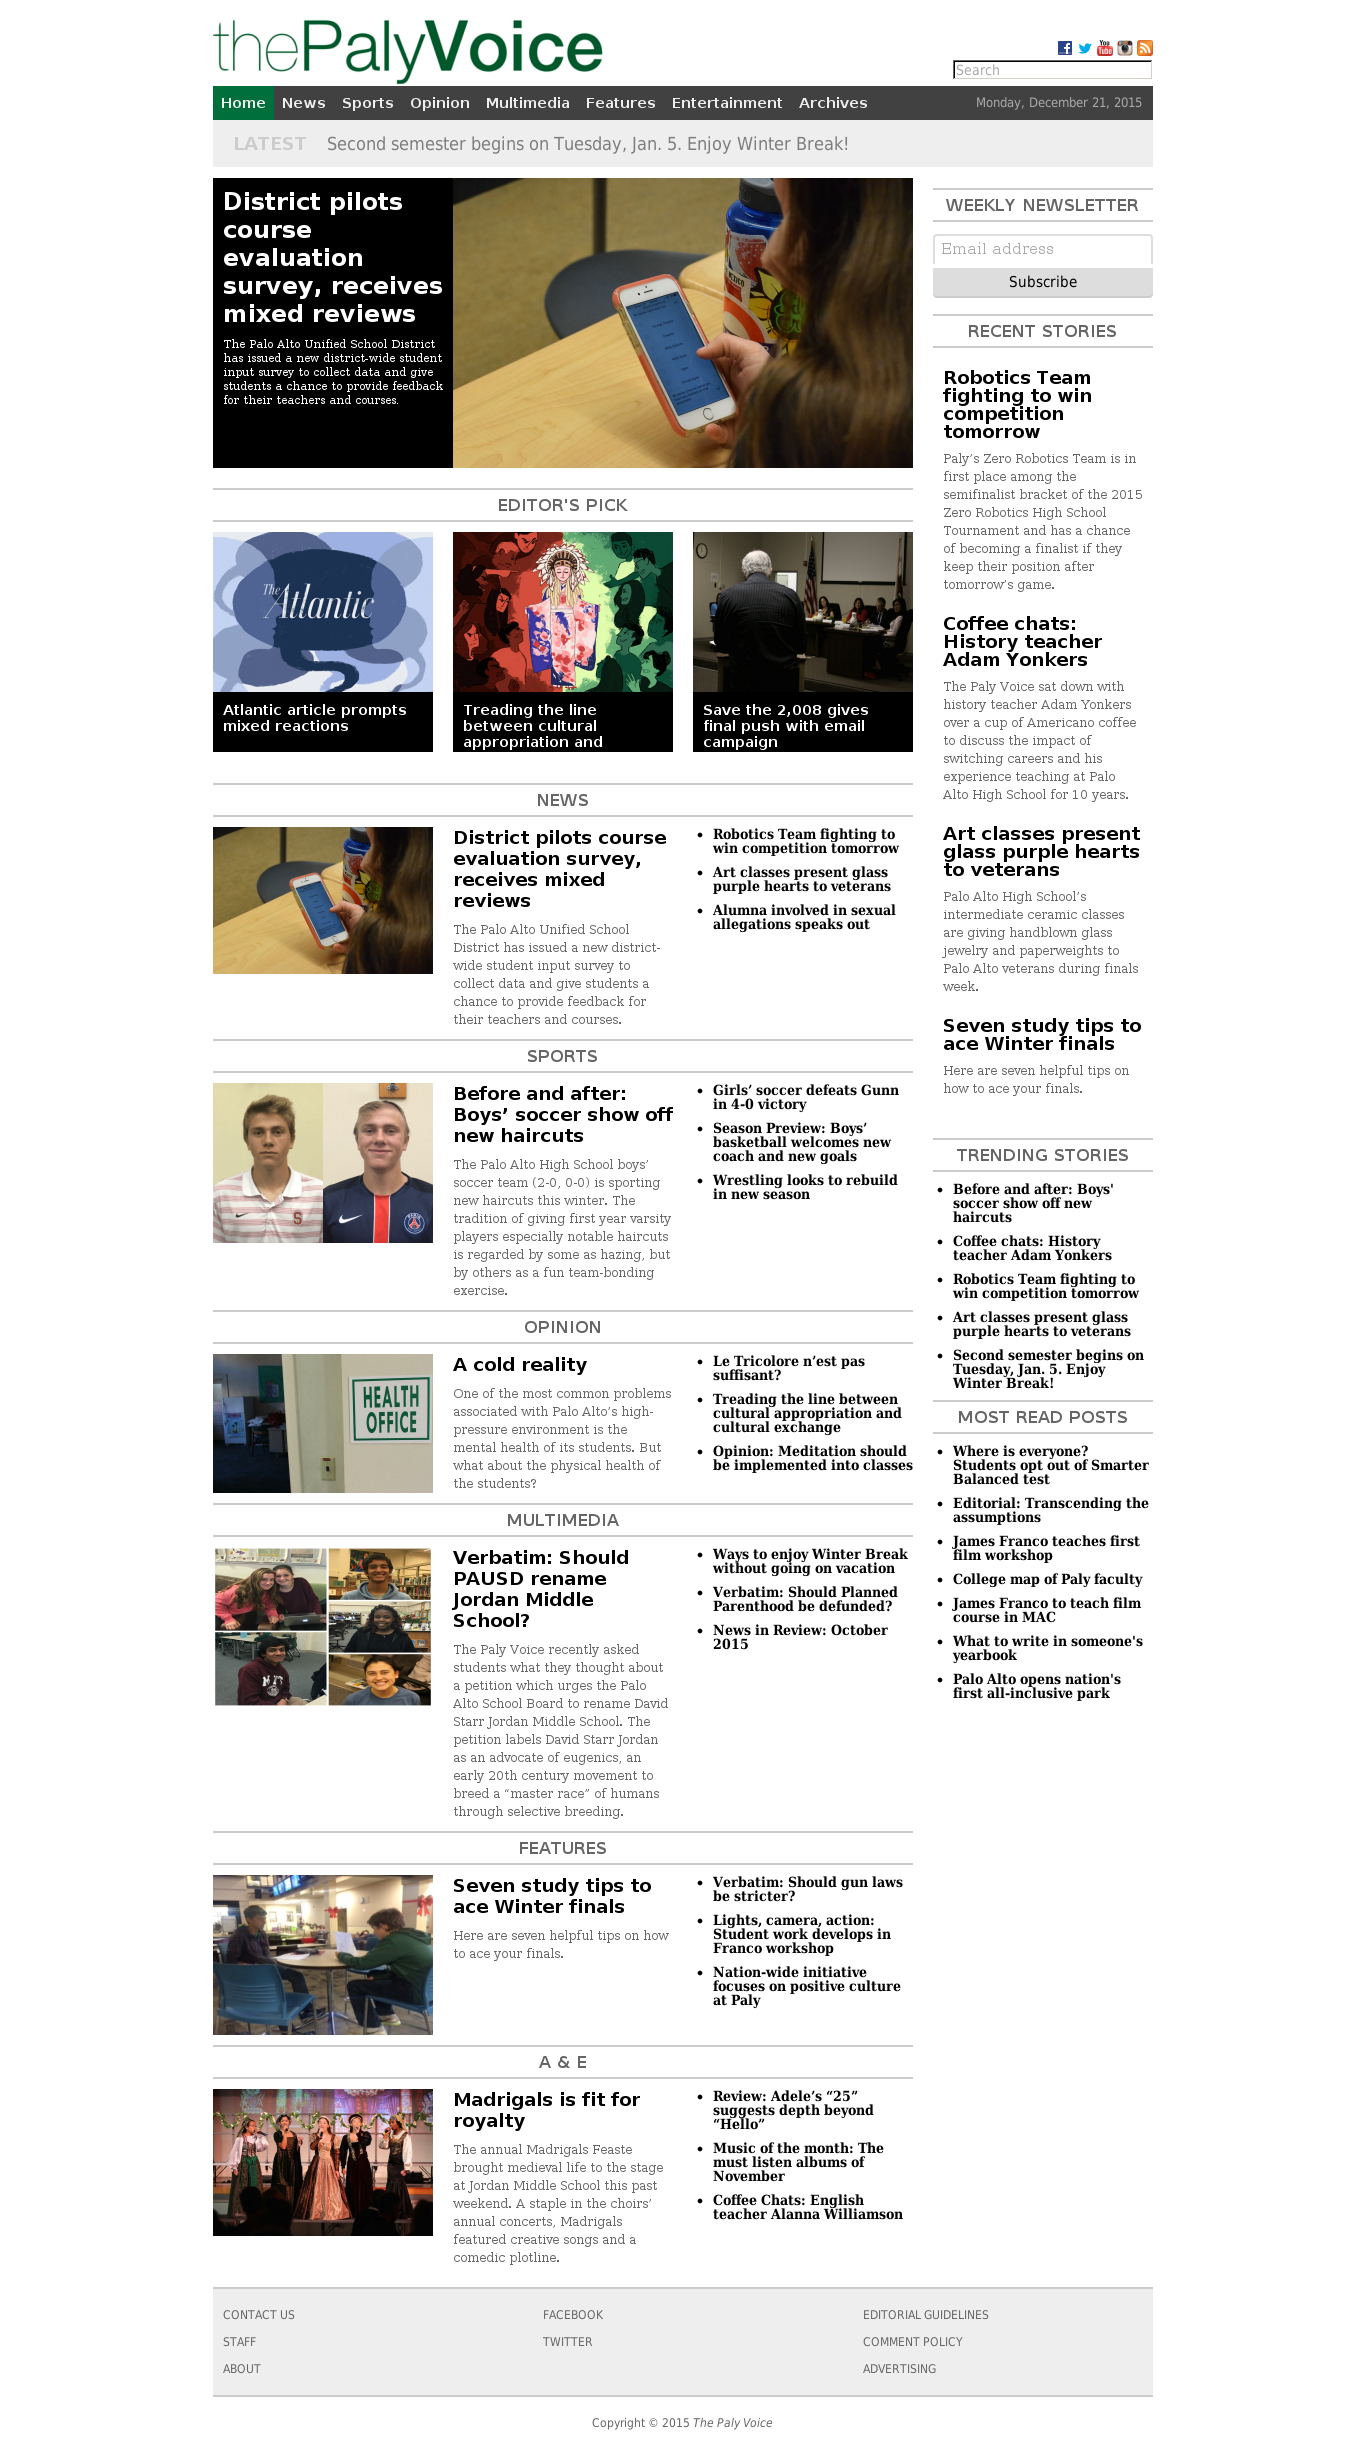 thePalyVoice
Search
Home News Sports Opinion Multimedia Features Entertainment Archives Monday, December 21, 2015
LATEST Second semester begins on Tuesday, Jan. 5. Enjoy Winter Break!
District pilots
course
evaluation
survey, receives
mixed reviews
The Palo Alto Unified School District
has issued a new district-wide student
input survey to collect data and give
students a chance to provide feedback
for their teachers and courses.
EDITOR'S PICK
The Atlantic
Atlantic article prompts
mixed reactions
Treading the line
between cultural
appropriation and
Save the 2,008 gives
final push with email
campaign
NEWS
District pilots course
evaluation survey,
receives mixed
reviews
The Palo Alto Unified School
District has issued a new district-
wide student input survey to
collect data and give students a
chance to provide feedback for
their teachers and courses.
• Robotics Team fighting to
win competition tomorrow
• Art classes present glass
purple hearts to veterans
• Alumna involved in sexual
allegations speaks out
SPORTS
Before and after:
Boys’ soccer show off
new haircuts
The Palo Alto High School boys’
soccer team (2-0, 0-0) is sporting
new haircuts this winter. The
tradition of giving first year varsity
players especially notable haircuts
is regarded by some as hazing, but
by others as a fun team-bonding
exercise.
• Girls’ soccer defeats Gunn
in 4-0 victory
• Season Preview: Boys’
basketball welcomes new
coach and new goals
• Wrestling looks to rebuild
in new season
OPINION
HEALTH
OFFICE
A cold reality
One of the most common problems
associated with Palo Alto’s high-
pressure environment is the
mental health of its students. But
what about the physical health of
the students?
• Le Tricolore n’est pas
suffisant?
• Treading the line between
cultural appropriation and
cultural exchange
• Opinion: Meditation should
be implemented into classes
MULTIMEDIA
Verbatim: Should
PAUSD rename
Jordan Middle
School?
The Paly Voice recently asked
students what they thought about
a petition which urges the Palo
Alto School Board to rename David
Starr Jordan Middle School. The
petition labels David Starr Jordan
as an advocate of eugenics, an
early 20th century movement to
breed a “master race” of humans
through selective breeding.
• Ways to enjoy Winter Break
without going on vacation
• Verbatim: Should Planned
Parenthood be defunded?
• News in Review: October
2015
FEATURES
Seven study tips to
ace Winter finals
Here are seven helpful tips on how
to ace your finals.
• Verbatim: Should gun laws
be stricter?
• Lights, camera, action:
Student work develops in
Franco workshop
• Nation-wide initiative
focuses on positive culture
at Paly
A & E
Madrigals is fit for
royalty
The annual Madrigals Feaste
brought medieval life to the stage
at Jordan Middle School this past
weekend. A staple in the choirs’
annual concerts, Madrigals
featured creative songs and a
comedic plotline.
• Review: Adele’s “25”
suggests depth beyond
“Hello”
• Music of the month: The
must listen albums of
November
• Coffee Chats: English
teacher Alanna Williamson
WEEKLY NEWSLETTER
Email address
Subscribe
RECENT STORIES
Robotics Team
fighting to win
competition
tomorrow
Paly’s Zero Robotics Team is in
first place among the
semifinalist bracket of the 2015
Zero Robotics High School
Tournament and has a chance
of becoming a finalist if they
keep their position after
tomorrow’s game.
Coffee chats:
History teacher
Adam Yonkers
The Paly Voice sat down with
history teacher Adam Yonkers
over a cup of Americano coffee
to discuss the impact of
switching careers and his
experience teaching at Palo
Alto High School for 10 years.
Art classes present
glass purple hearts
to veterans
Palo Alto High School’s
intermediate ceramic classes
are giving handblown glass
jewelry and paperweights to
Palo Alto veterans during finals
week.
Seven study tips to
ace Winter finals
Here are seven helpful tips on
how to ace your finals.
TRENDING STORIES
• Before and after: Boys'
soccer show off new
haircuts
• Coffee chats: History
teacher Adam Yonkers
• Robotics Team fighting to
win competition tomorrow
• Art classes present glass
purple hearts to veterans
• Second semester begins on
Tuesday, Jan. 5. Enjoy
Winter Break!
MOST READ POSTS
• Where is everyone?
Students opt out of Smarter
Balanced test
• Editorial: Transcending the
assumptions
• James Franco teaches first
film workshop
• College map of Paly faculty
• James Franco to teach film
course in MAC
• What to write in someone's
yearbook
• Palo Alto opens nation's
first all-inclusive park
CONTACT US
STAFF
ABOUT
FACEBOOK
TWITTER
EDITORIAL GUIDELINES
COMMENT POLICY
ADVERTISING
Copyright © 2015 The Paly Voice